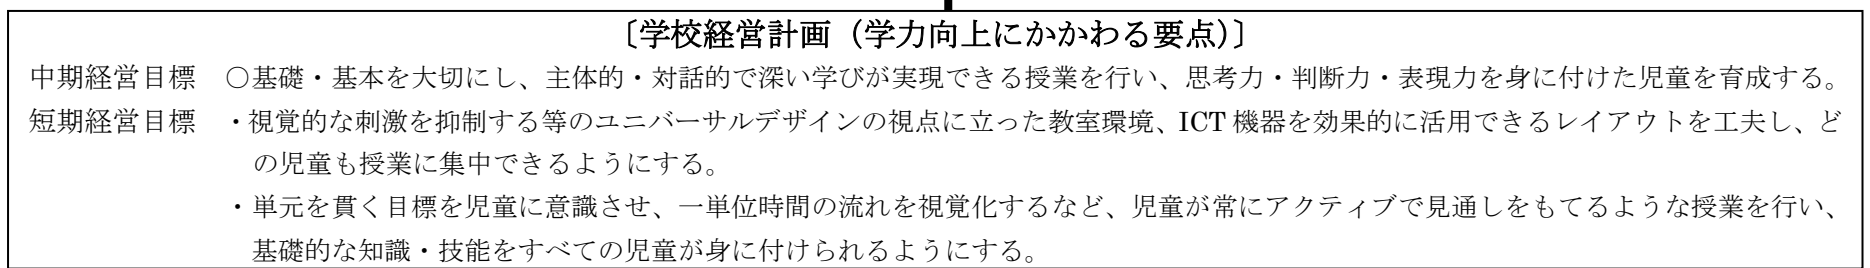 〔学校経営計画（学力向上にかかわる要点）〕
中期経営目標　○基礎・基本を大切にし、主体的・対話的で深い学びが実現できる授業を行い、思考力・判断力・表現力を身に付けた児童を育成する。
短期経営目標　・視覚的な刺激を抑制する等のユニバーサルデザインの視点に立った教室環境、ICT 機器を効果的に活用できるレイアウトを工夫し、ど
の児童も授業に集中できるようにする。
・単元を貫く目標を児童に意識させ、一単位時間の流れを視覚化するなど、児童が常にアクティブで見通しをもてるような授業を行い、
基礎的な知識・技能をすべての児童が身に付けられるようにする。